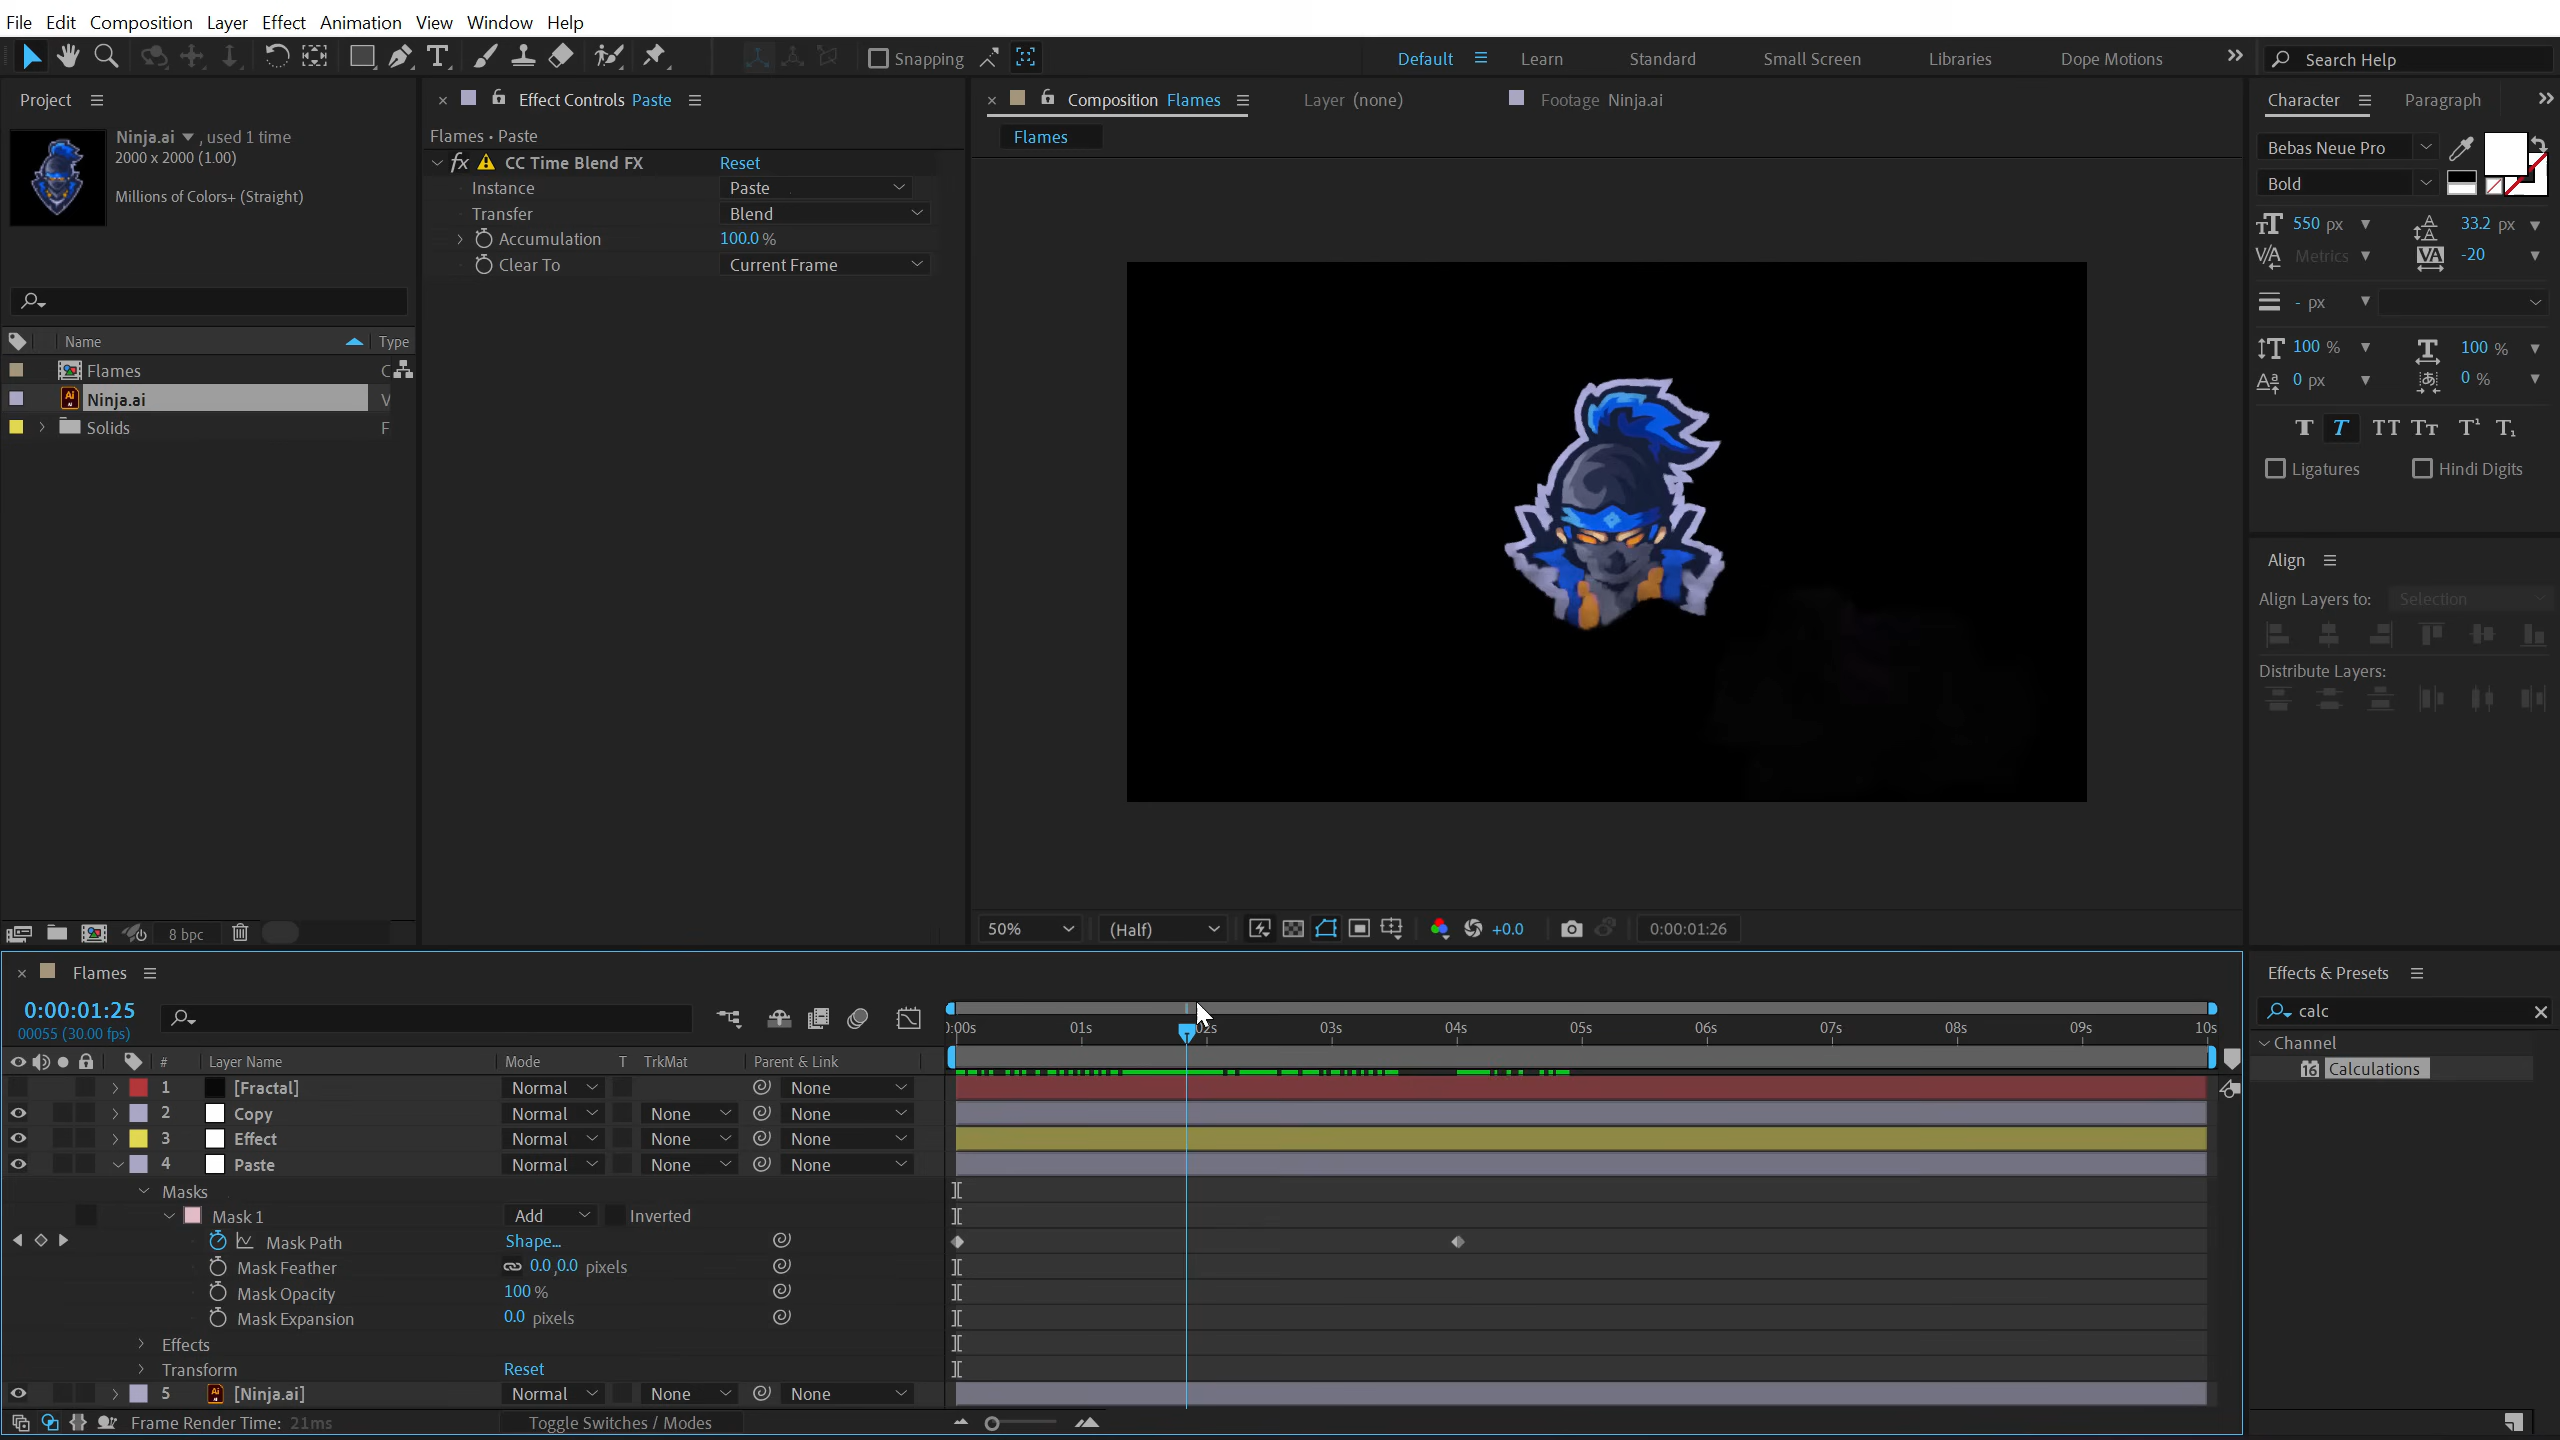 File Edit Composition Layer Effect Animation View Window Help
Snapping
Default Learn Standard Small Screen Libraries Dope Motions
Search Help
Project
Ninja.ai , used 1 time
2000 x 2000 (1.00)
Millions of Colors+ (Straight)
Name Type
Flames C
Ninja.ai V
Solids F
8 bpc
Effect Controls Paste
Flames • Paste
fx CC Time Blend FX Reset
Instance Paste
Transfer Blend
Accumulation 100.0 %
Clear To Current Frame
Composition Flames Layer (none) Footage Ninja.ai
Flames
50% (Half) +0.0 0:00:01:26
Character Paragraph
Bebas Neue Pro
Bold
550 px 33.2 px
Metrics -20
- px
100 % 100 %
0 px 0 %
T T TT Tт T¹ T₁
Ligatures Hindi Digits
Align
Align Layers to: Selection
Distribute Layers:
Effects & Presets
calc
Channel
16 Calculations
Flames
0:00:01:25
00055 (30.00 fps)
):00s 01s 02s 03s 04s 05s 06s 07s 08s 09s 10s
# Layer Name Mode T TrkMat Parent & Link
1 [Fractal] Normal None
2 Copy Normal None None
3 Effect Normal None None
4 Paste Normal None None
Masks
Mask 1 Add Inverted
Mask Path Shape...
Mask Feather 0.0,0.0 pixels
Mask Opacity 100 %
Mask Expansion 0.0 pixels
Effects
Transform Reset
5 Ai [Ninja.ai] Normal None None
Frame Render Time: 21ms Toggle Switches / Modes